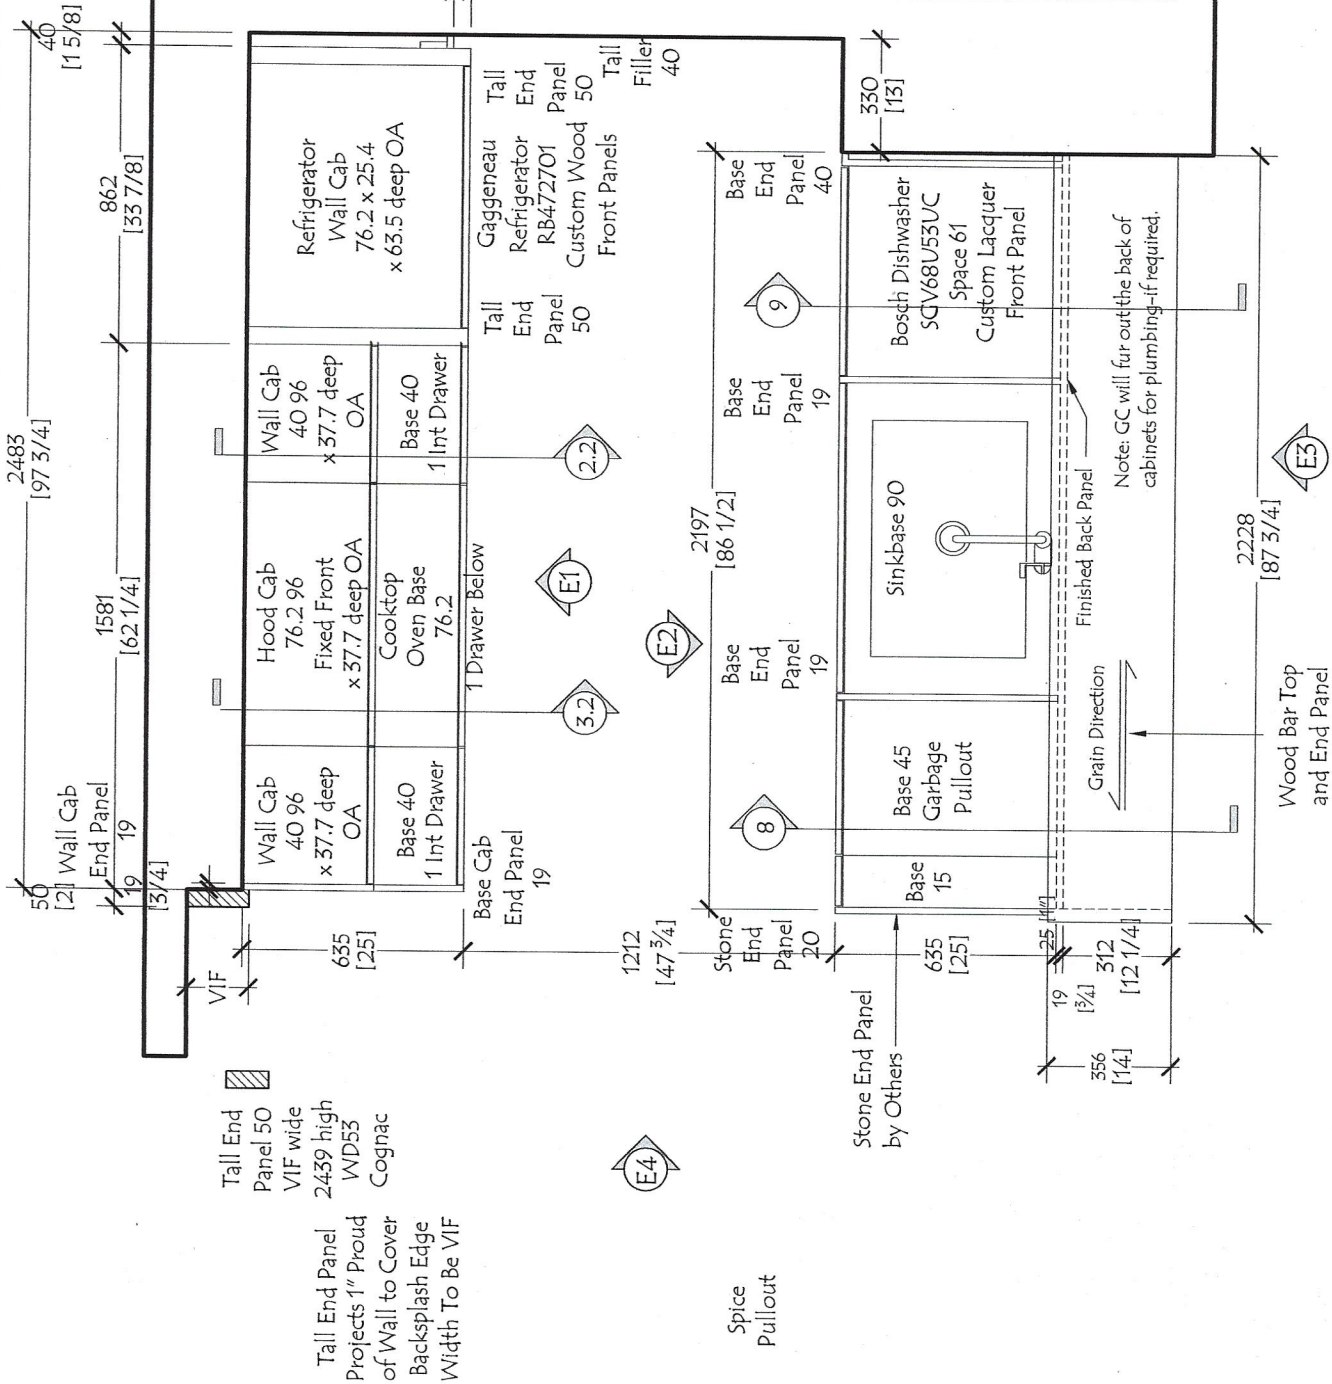 2483
[97 3/4]
40
[1 5/8]
862
[33 7/8]
1581
[62 1/4]
50
[2]
Wall Cab
End Panel
19
19
[3/4]
VIF
635
[25]
Refrigerator
Wall Cab
76.2 x 25.4
x 63.5 deep OA
Wall Cab
40 96
x 37.7 deep
OA
Base 40
1 Int Drawer
Hood Cab
76.2 96
Fixed Front
x 37.7 deep OA
Cooktop
Oven Base
76.2
1 Drawer Below
Wall Cab
40 96
x 37.7 deep
OA
Base 40
1 Int Drawer
Base Cab
End Panel
19
Tall
Filler
40
Tall
End
Panel
50
Gaggeneau
Refrigerator
RB472701
Custom Wood
Front Panels
Tall
End
Panel
50
2.2
3.2
E1
E2
1212
[47 3/4]
330
[13]
2197
[86 1/2]
Base
End
Panel
40
9
Base
End
Panel
19
Base
End
Panel
19
8
Stone
End
Panel
20
Bosch Dishwasher
SGV68U53UC
Space 61
Custom Lacquer
Front Panel
Sinkbase 90
Base 45
Garbage
Pullout
Base
15
635
[25]
25 [1"]
19
[3/4]
312
[12 1/4]
356
[14]
Finished Back Panel
Note: GC will fur out the back of
cabinets for plumbing-if required.
Grain Direction
2228
[87 3/4]
E3
Wood Bar Top
and End Panel
Stone End Panel
by Others
E4
Tall End
Panel 50
VIF wide
2439 high
WD53
Cognac
Tall End Panel
Projects 1" Proud
of Wall to Cover
Backsplash Edge
Width To Be VIF
Spice
Pullout